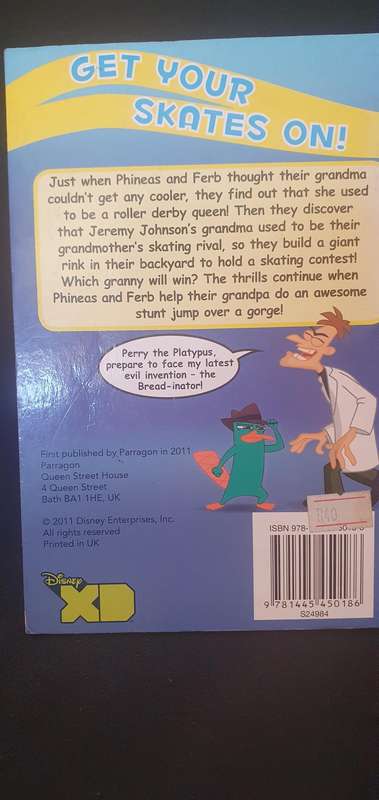 GET YOUR
SKATES ON!
Just when Phineas and Ferb thought their grandma
couldn't get any cooler, they find out that she used
to be a roller derby queen! Then they discover
that Jeremy Johnson's grandma used to be their
grandmother's skating rival, so they build a giant
rink in their backyard to hold a skating contest!
Which granny will win? The thrills continue when
Phineas and Ferb help their grandpa do an awesome
stunt jump over a gorge!
Perry the Platypus,
prepare to face my latest
evil invention – the
Bread-inator!
First published by Parragon in 2011
Parragon
Queen Street House
4 Queen Street
Bath BA1 1HE, UK
© 2011 Disney Enterprises, Inc.
All rights reserved
Printed in UK
R40
ISBN 978-
9 781445 450186
S24984
Disney
XD